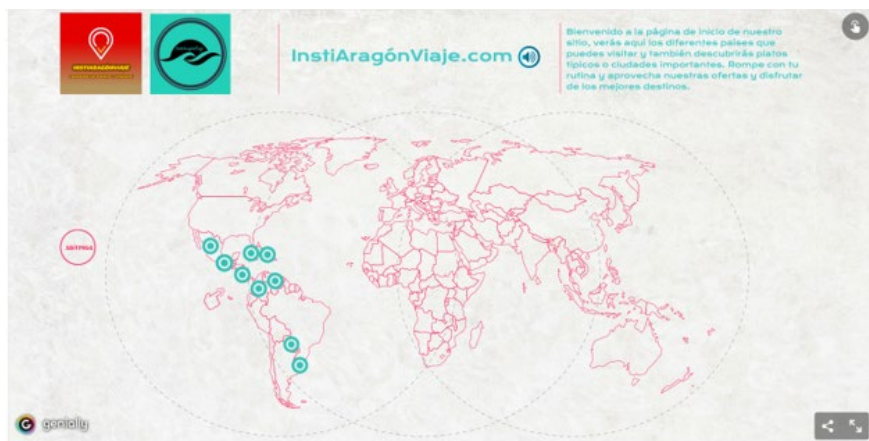 INSTIARAGONVIAJE
InstiAragónViaje.com
Bienvenido a la página de inicio de nuestro
sitio, verás aquí los diferentes países que
puedes visitar y también descubrirás platos
típicos o ciudades importantes. Rompe con tu
rutina y aprovecha nuestras ofertas y disfrutar
de los mejores destinos.
genially